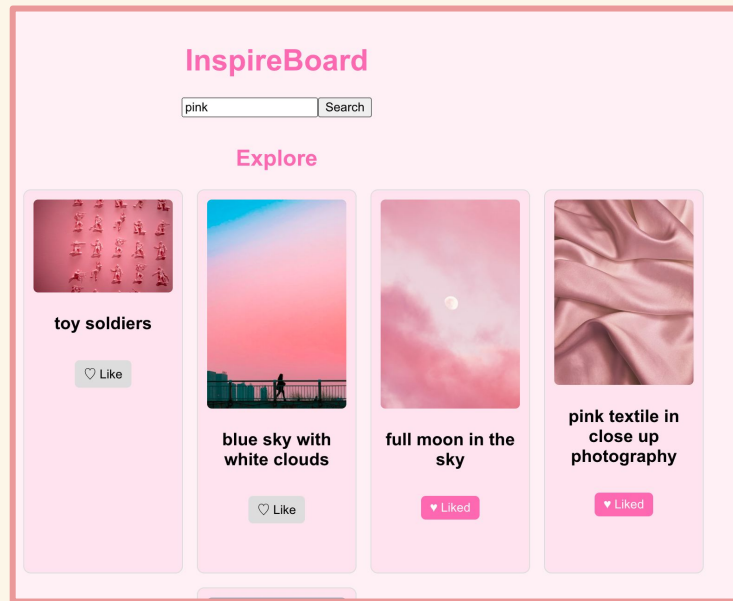 InspireBoard
pink
Search
Explore
toy soldiers
♡ Like
blue sky with
white clouds
♡ Like
full moon in the
sky
♥ Liked
pink textile in
close up
photography
♥ Liked